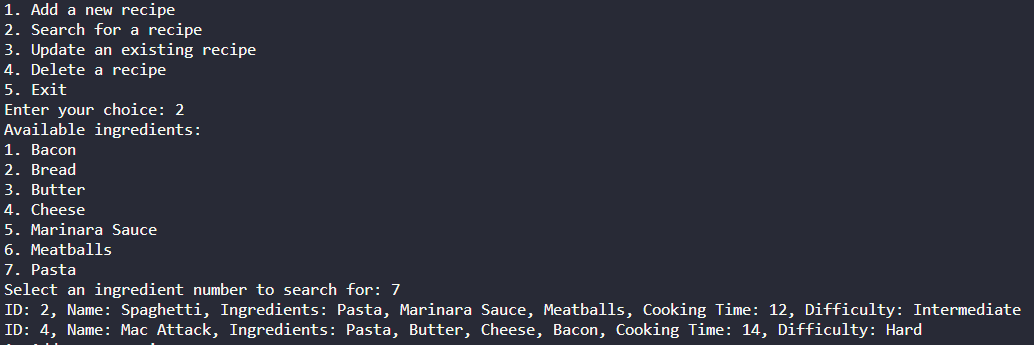 1. Add a new recipe
2. Search for a recipe
3. Update an existing recipe
4. Delete a recipe
5. Exit
Enter your choice: 2
Available ingredients:
1. Bacon
2. Bread
3. Butter
4. Cheese
5. Marinara Sauce
6. Meatballs
7. Pasta
Select an ingredient number to search for: 7
ID: 2, Name: Spaghetti, Ingredients: Pasta, Marinara Sauce, Meatballs, Cooking Time: 12, Difficulty: Intermediate
ID: 4, Name: Mac Attack, Ingredients: Pasta, Butter, Cheese, Bacon, Cooking Time: 14, Difficulty: Hard